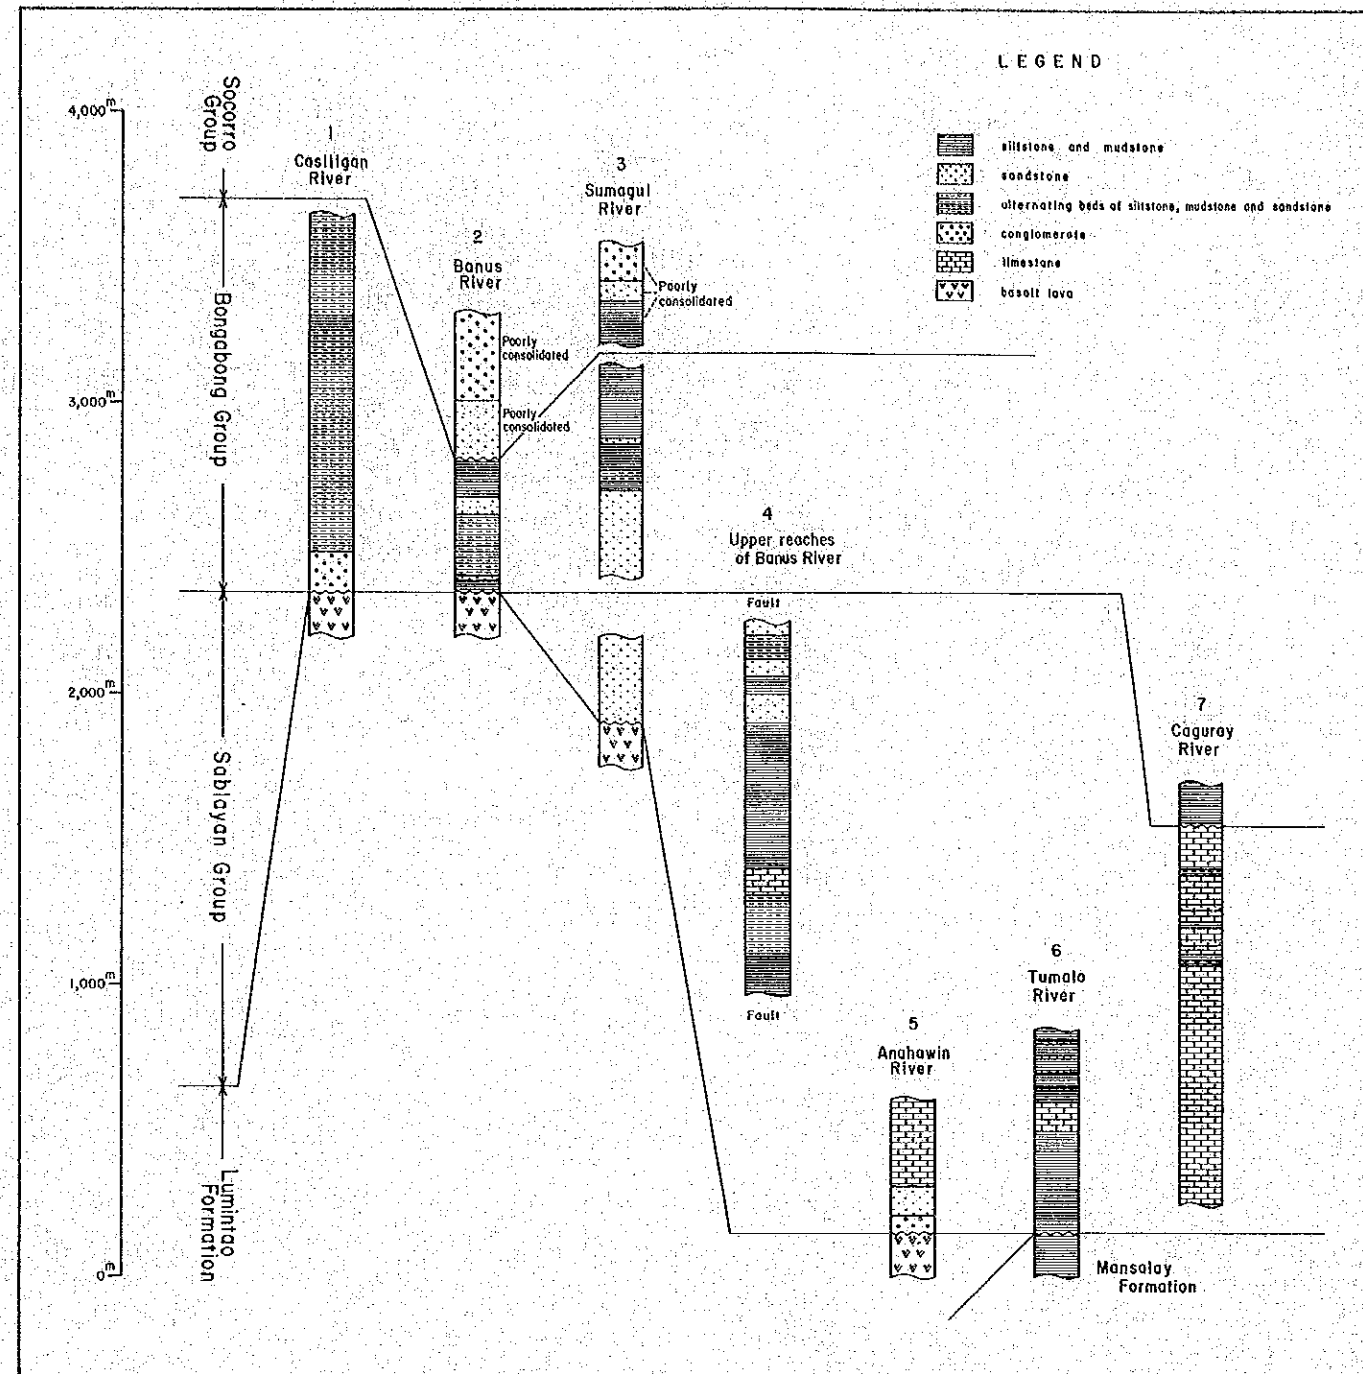 LEGEND
siltstone and mudstone
sandstone
alternating beds of siltstone, mudstone and sandstone
conglomerate
limestone
basalt lava
4,000m
3,000m
2,000m
1,000m
0m
Socorro
Group
Bongabong Group
Sablayan Group
Lumintao
Formation
1
Caslligan
River
2
Banus
River
Poorly
consolidated
Poorly
consolidated
3
Sumagul
River
Poorly
consolidated
4
Upper reaches
of Banus River
Fault
Fault
5
Anahawin
River
6
Tumalo
River
Mansalay
Formation
7
Caguray
River